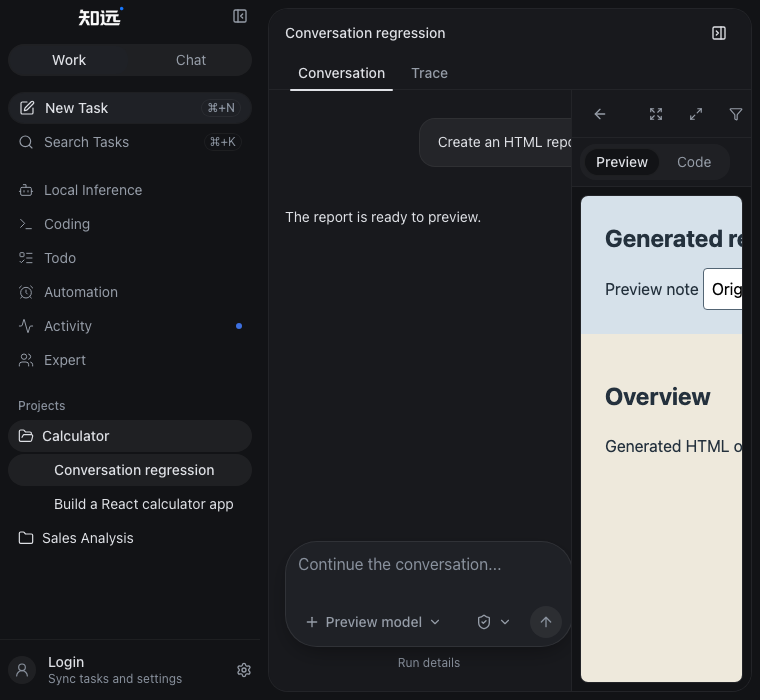 知远
Work
Chat
New Task
⌘+N
Search Tasks
⌘+K
Local Inference
Coding
Todo
Automation
Activity
Expert
Projects
Calculator
Conversation regression
Build a React calculator app
Sales Analysis
Login
Sync tasks and settings
Conversation regression
Conversation
Trace
Create an HTML repo
The report is ready to preview.
Continue the conversation...
Preview model
Run details
Preview
Code
Generated re
Preview note
Orig
Overview
Generated HTML o